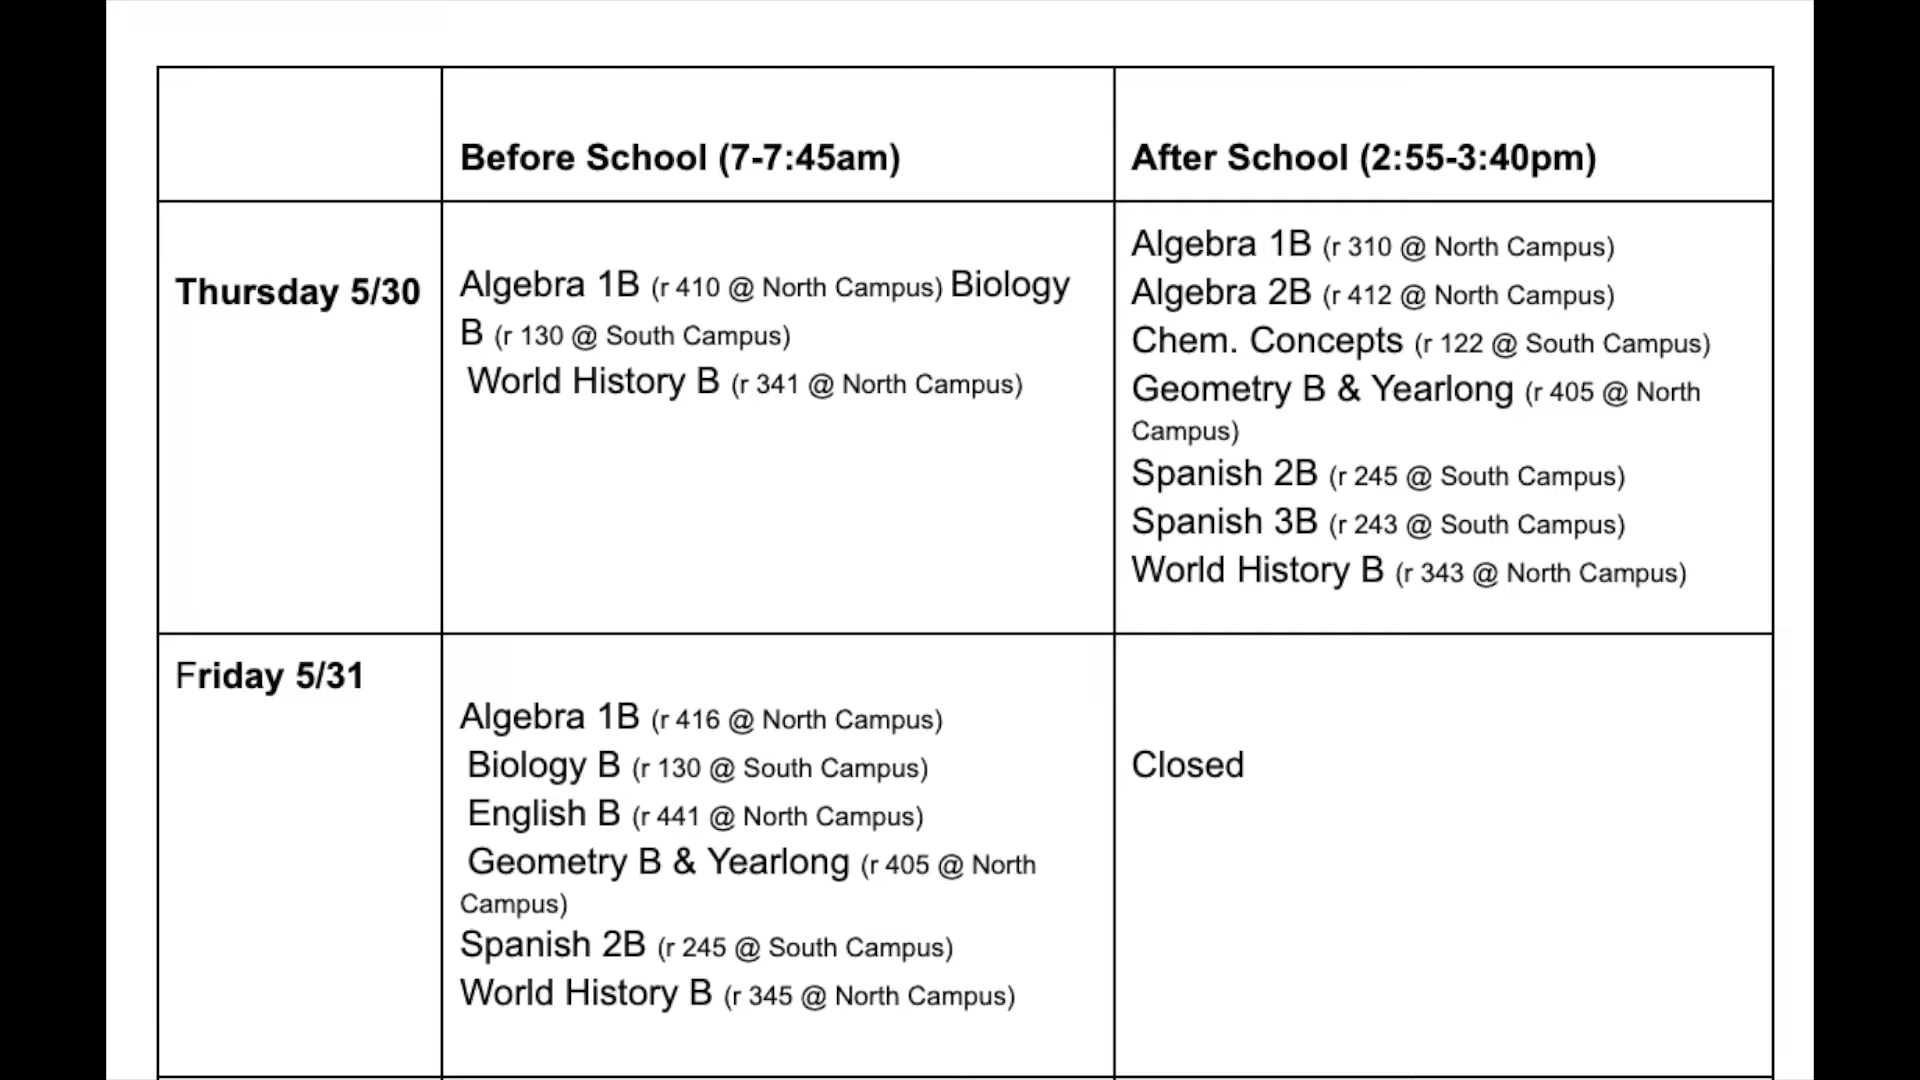 Before School (7-7:45am)
After School (2:55-3:40pm)
Thursday 5/30
Algebra 1B (r 410 @ North Campus) Biology
B (r 130 @ South Campus)
World History B (r 341 @ North Campus)
Algebra 1B (r 310 @ North Campus)
Algebra 2B (r 412 @ North Campus)
Chem. Concepts (r 122 @ South Campus)
Geometry B & Yearlong (r 405 @ North
Campus)
Spanish 2B (r 245 @ South Campus)
Spanish 3B (r 243 @ South Campus)
World History B (r 343 @ North Campus)
Friday 5/31
Algebra 1B (r 416 @ North Campus)
Biology B (r 130 @ South Campus)
English B (r 441 @ North Campus)
Geometry B & Yearlong (r 405 @ North
Campus)
Spanish 2B (r 245 @ South Campus)
World History B (r 345 @ North Campus)
Closed